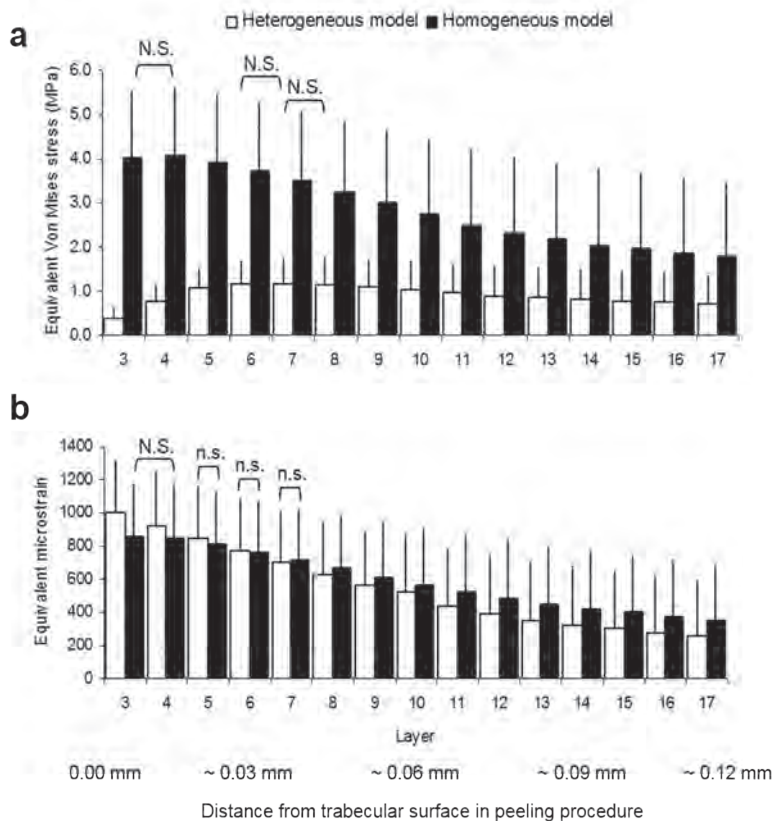 Heterogeneous model Homogeneous model
a
N.S. N.S. N.S.
Equivalent Von Mises stress (MPa)
6.0
5.0
4.0
3.0
2.0
1.0
0.0
3 4 5 6 7 8 9 10 11 12 13 14 15 16 17
b
N.S. n.s. n.s. n.s.
Equivalent microstrain
1400
1200
1000
800
600
400
200
0
3 4 5 6 7 8 9 10 11 12 13 14 15 16 17
Layer
0.00 mm ~ 0.03 mm ~ 0.06 mm ~ 0.09 mm ~ 0.12 mm
Distance from trabecular surface in peeling procedure